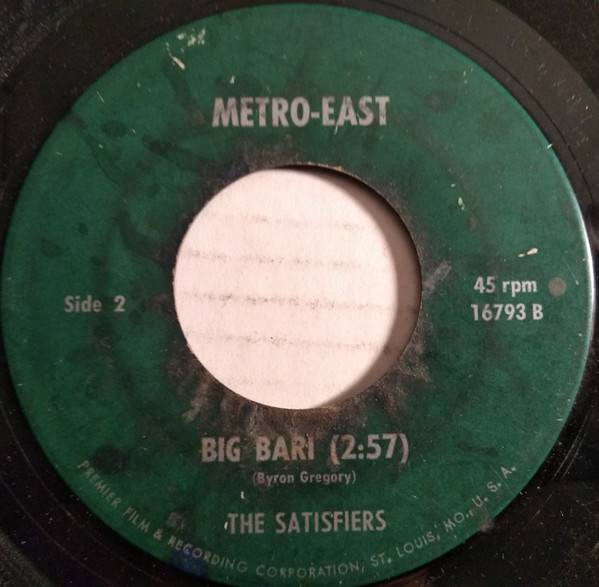 METRO-EAST
Side 2
45 rpm
16793 B
BIG BARI (2:57)
(Byron Gregory)
THE SATISFIERS
PREMIER FILM & RECORDING CORPORATION, ST. LOUIS, MO., U. S. A.